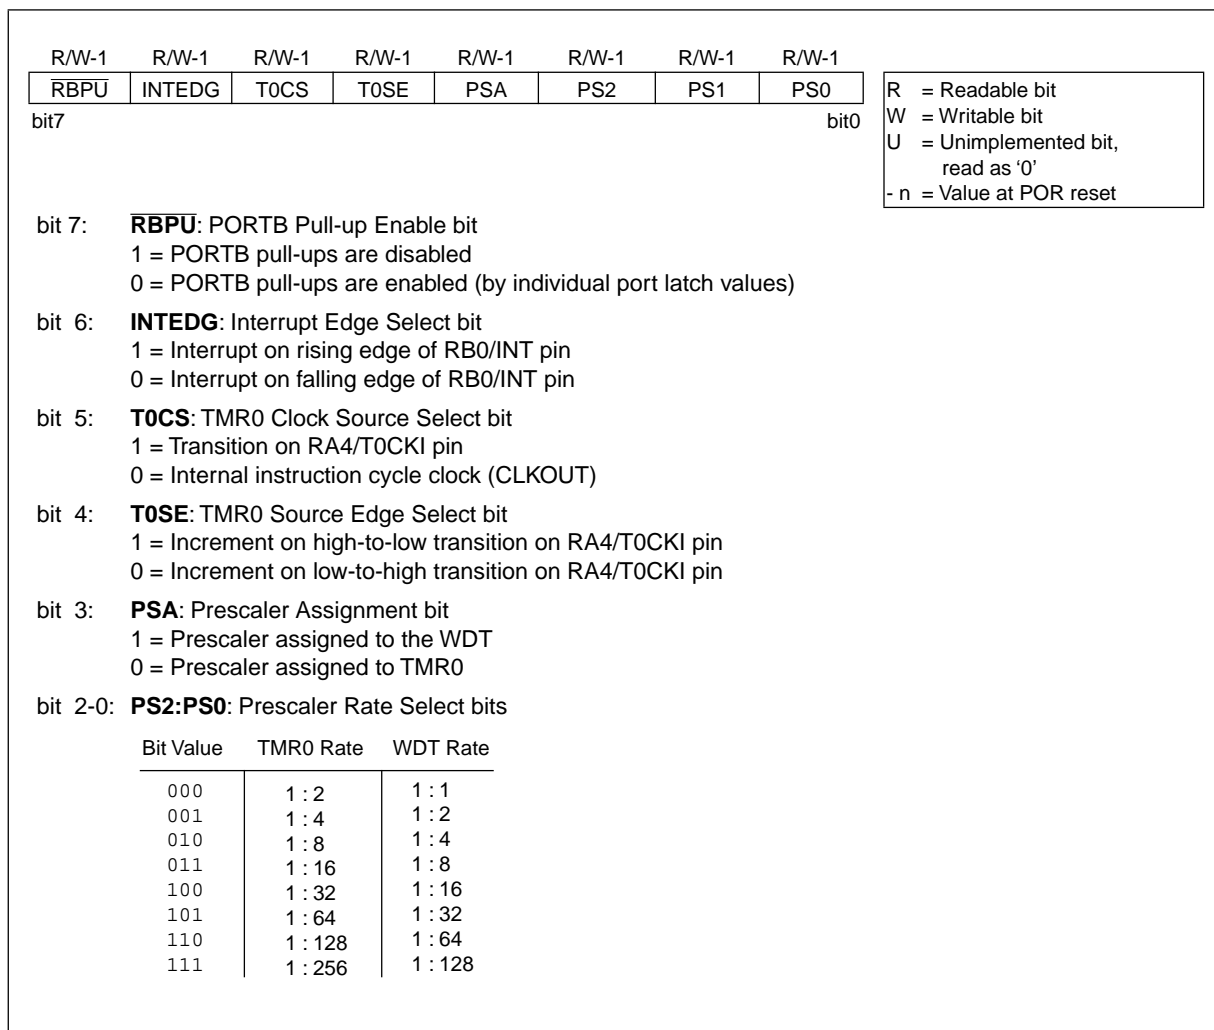 R/W-1 R/W-1 R/W-1 R/W-1 R/W-1 R/W-1 R/W-1 R/W-1
RBPU INTEDG T0CS T0SE PSA PS2 PS1 PS0
bit7 bit0
R = Readable bit
W = Writable bit
U = Unimplemented bit,
read as ‘0’
- n = Value at POR reset
bit 7: RBPU: PORTB Pull-up Enable bit
1 = PORTB pull-ups are disabled
0 = PORTB pull-ups are enabled (by individual port latch values)
bit 6: INTEDG: Interrupt Edge Select bit
1 = Interrupt on rising edge of RB0/INT pin
0 = Interrupt on falling edge of RB0/INT pin
bit 5: T0CS: TMR0 Clock Source Select bit
1 = Transition on RA4/T0CKI pin
0 = Internal instruction cycle clock (CLKOUT)
bit 4: T0SE: TMR0 Source Edge Select bit
1 = Increment on high-to-low transition on RA4/T0CKI pin
0 = Increment on low-to-high transition on RA4/T0CKI pin
bit 3: PSA: Prescaler Assignment bit
1 = Prescaler assigned to the WDT
0 = Prescaler assigned to TMR0
bit 2-0: PS2:PS0: Prescaler Rate Select bits
Bit Value TMR0 Rate WDT Rate
000 1 : 2 1 : 1
001 1 : 4 1 : 2
010 1 : 8 1 : 4
011 1 : 16 1 : 8
100 1 : 32 1 : 16
101 1 : 64 1 : 32
110 1 : 128 1 : 64
111 1 : 256 1 : 128